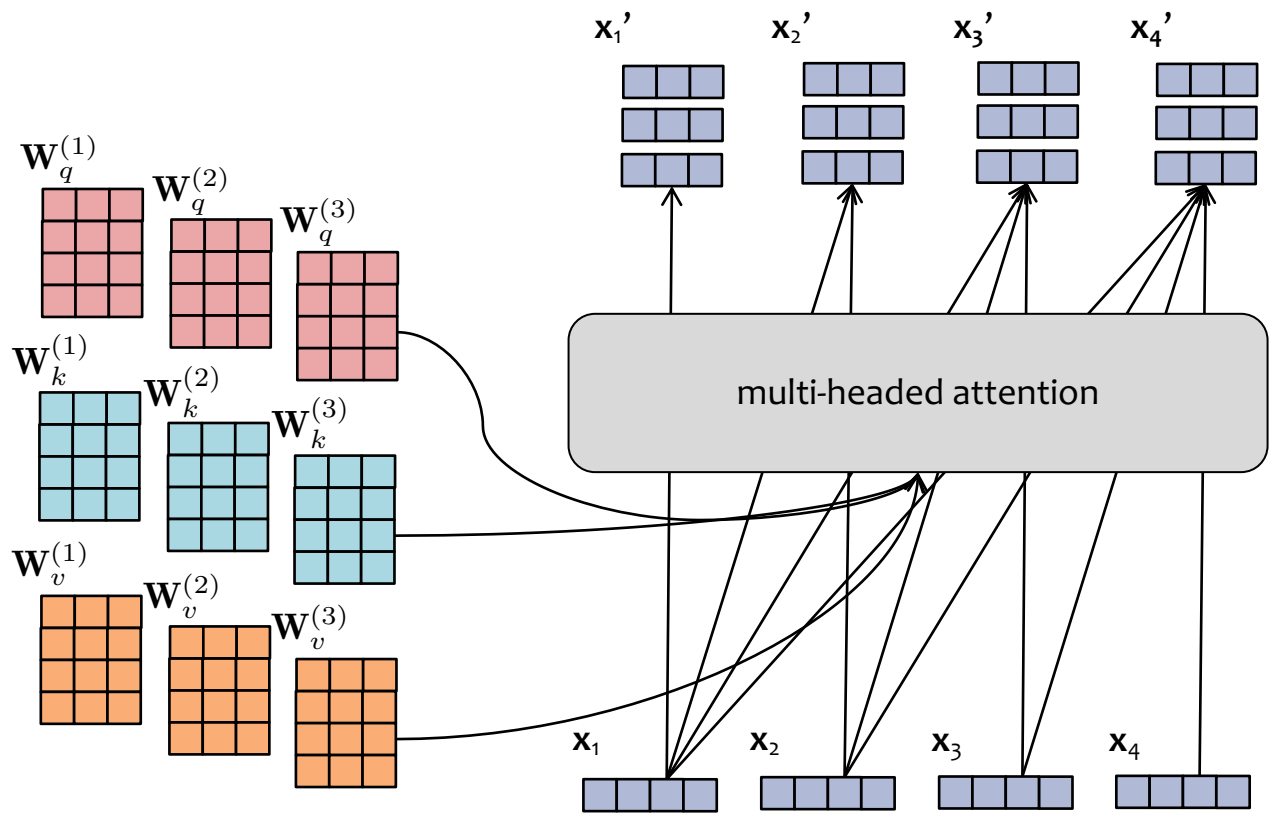 x₁’ x₂’ x₃’ x₄’
W_q^(1)
W_q^(2)
W_q^(3)
W_k^(1)
W_k^(2)
W_k^(3)
multi-headed attention
W_v^(1)
W_v^(2)
W_v^(3)
x₁ x₂ x₃ x₄